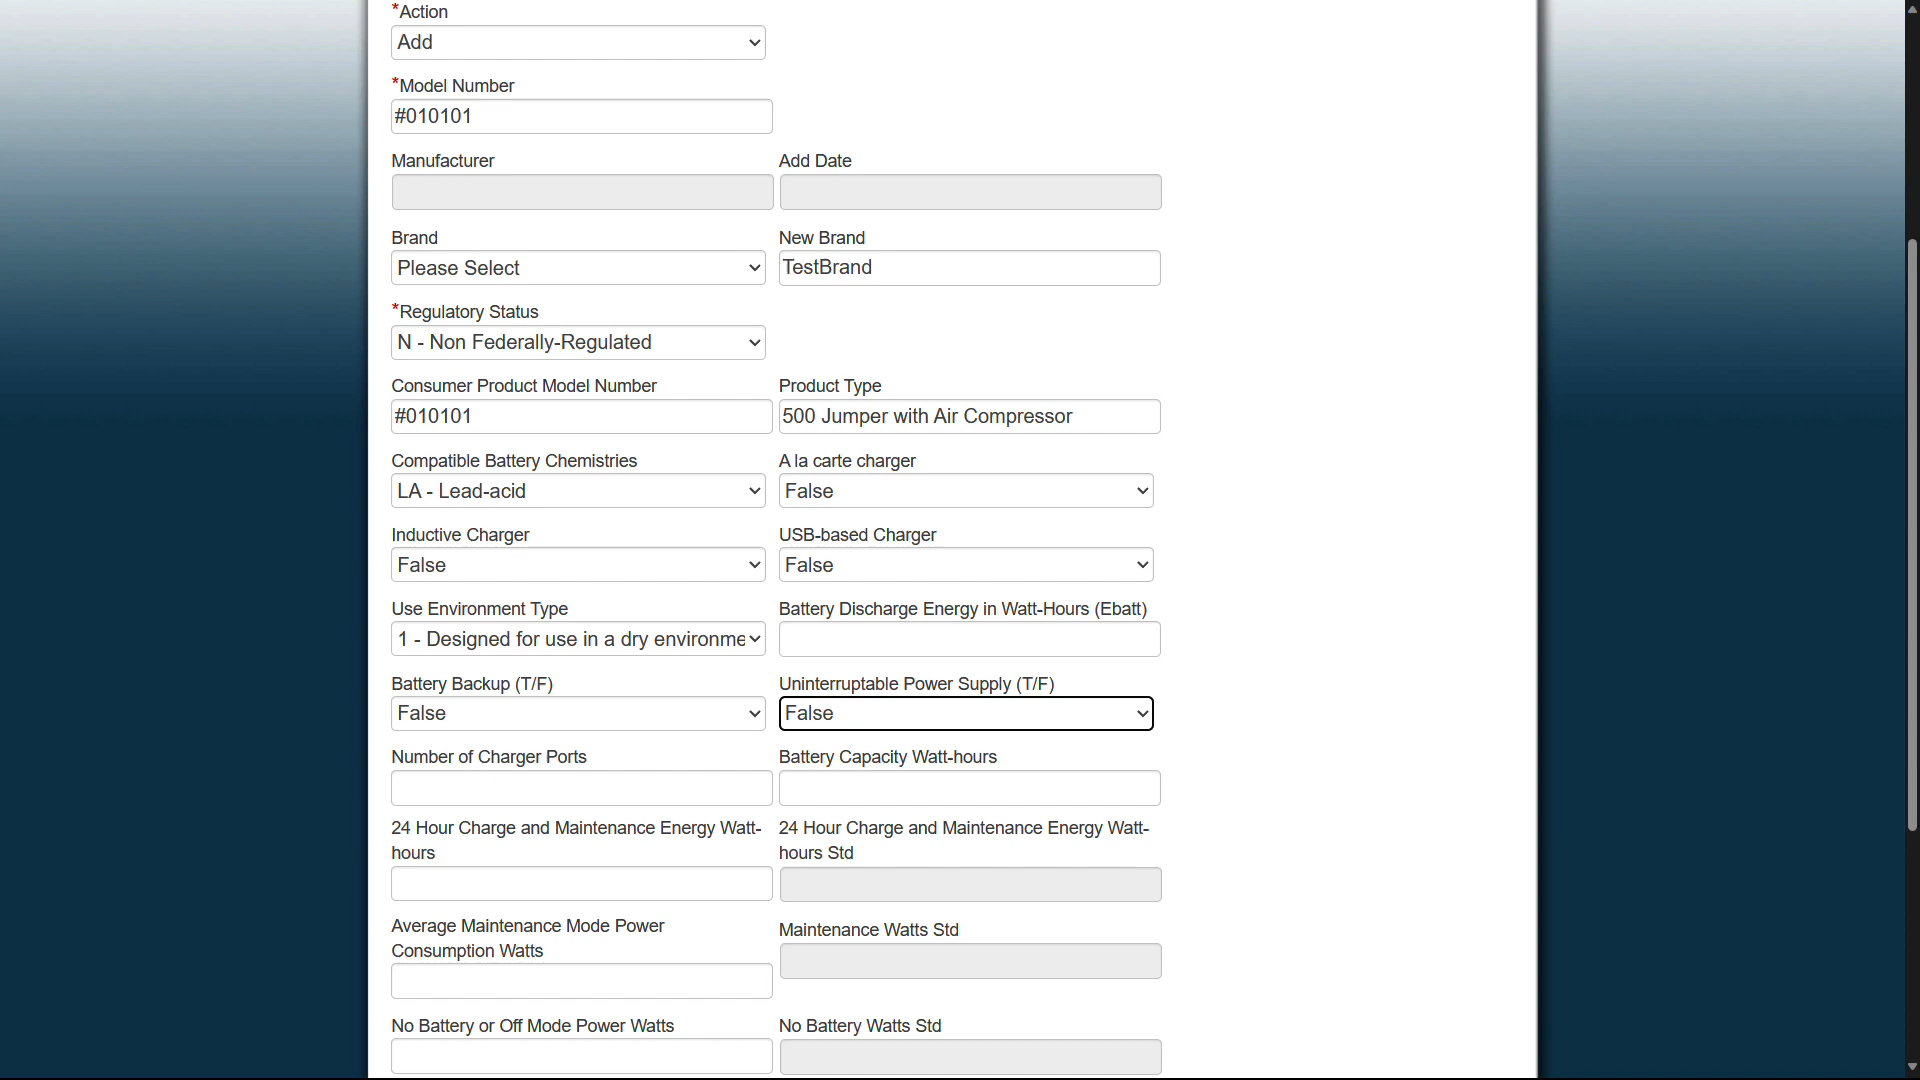 *Action
Add
*Model Number
#010101
Manufacturer
Add Date
Brand
New Brand
Please Select
TestBrand
*Regulatory Status
N - Non Federally-Regulated
Consumer Product Model Number
Product Type
#010101
500 Jumper with Air Compressor
Compatible Battery Chemistries
A la carte charger
LA - Lead-acid
False
Inductive Charger
USB-based Charger
False
False
Use Environment Type
Battery Discharge Energy in Watt-Hours (Ebatt)
1 - Designed for use in a dry environme
Battery Backup (T/F)
Uninterruptable Power Supply (T/F)
False
False
Number of Charger Ports
Battery Capacity Watt-hours
24 Hour Charge and Maintenance Energy Watt-
hours
24 Hour Charge and Maintenance Energy Watt-
hours Std
Average Maintenance Mode Power
Consumption Watts
Maintenance Watts Std
No Battery or Off Mode Power Watts
No Battery Watts Std